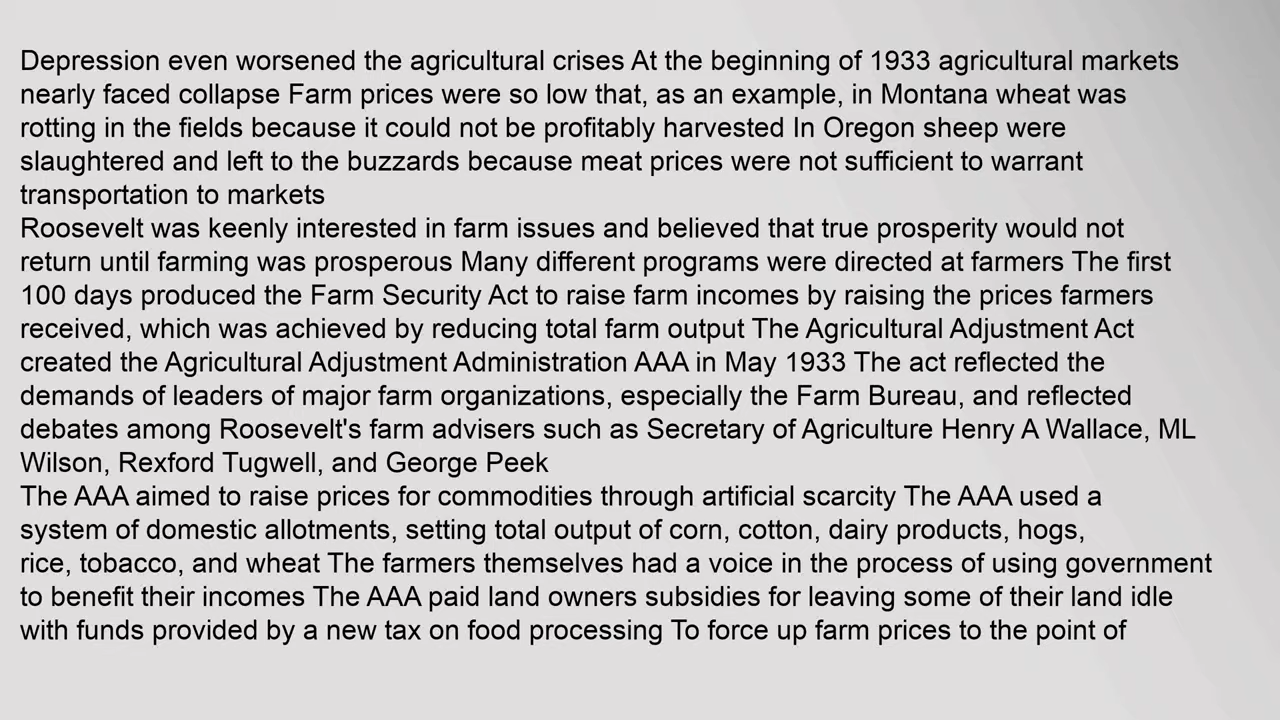 Depression even worsened the agricultural crises At the beginning of 1933 agricultural markets
nearly faced collapse Farm prices were so low that, as an example, in Montana wheat was
rotting in the fields because it could not be profitably harvested In Oregon sheep were
slaughtered and left to the buzzards because meat prices were not sufficient to warrant
transportation to markets
Roosevelt was keenly interested in farm issues and believed that true prosperity would not
return until farming was prosperous Many different programs were directed at farmers The first
100 days produced the Farm Security Act to raise farm incomes by raising the prices farmers
received, which was achieved by reducing total farm output The Agricultural Adjustment Act
created the Agricultural Adjustment Administration AAA in May 1933 The act reflected the
demands of leaders of major farm organizations, especially the Farm Bureau, and reflected
debates among Roosevelt's farm advisers such as Secretary of Agriculture Henry A Wallace, ML
Wilson, Rexford Tugwell, and George Peek
The AAA aimed to raise prices for commodities through artificial scarcity The AAA used a
system of domestic allotments, setting total output of corn, cotton, dairy products, hogs,
rice, tobacco, and wheat The farmers themselves had a voice in the process of using government
to benefit their incomes The AAA paid land owners subsidies for leaving some of their land idle
with funds provided by a new tax on food processing To force up farm prices to the point of